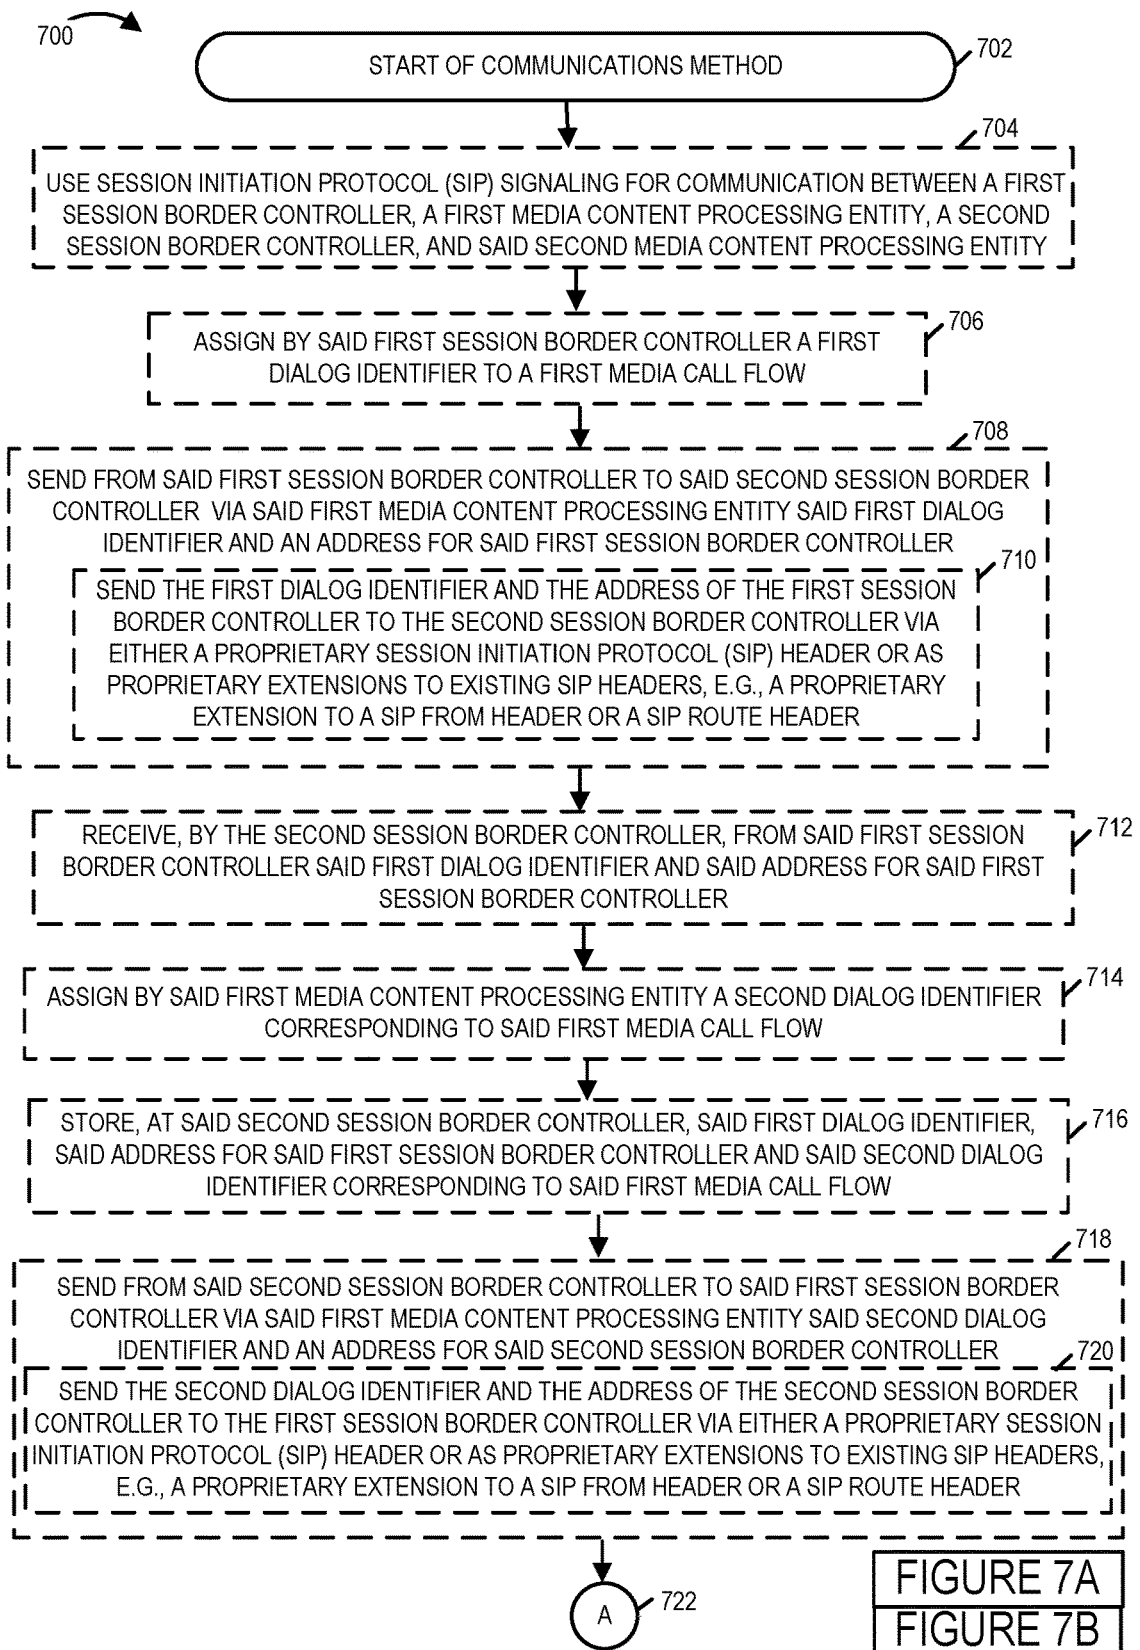 700
START OF COMMUNICATIONS METHOD
702
704
USE SESSION INITIATION PROTOCOL (SIP) SIGNALING FOR COMMUNICATION BETWEEN A FIRST
SESSION BORDER CONTROLLER, A FIRST MEDIA CONTENT PROCESSING ENTITY, A SECOND
SESSION BORDER CONTROLLER, AND SAID SECOND MEDIA CONTENT PROCESSING ENTITY
706
ASSIGN BY SAID FIRST SESSION BORDER CONTROLLER A FIRST
DIALOG IDENTIFIER TO A FIRST MEDIA CALL FLOW
708
SEND FROM SAID FIRST SESSION BORDER CONTROLLER TO SAID SECOND SESSION BORDER
CONTROLLER VIA SAID FIRST MEDIA CONTENT PROCESSING ENTITY SAID FIRST DIALOG
IDENTIFIER AND AN ADDRESS FOR SAID FIRST SESSION BORDER CONTROLLER
710
SEND THE FIRST DIALOG IDENTIFIER AND THE ADDRESS OF THE FIRST SESSION
BORDER CONTROLLER TO THE SECOND SESSION BORDER CONTROLLER VIA
EITHER A PROPRIETARY SESSION INITIATION PROTOCOL (SIP) HEADER OR AS
PROPRIETARY EXTENSIONS TO EXISTING SIP HEADERS, E.G., A PROPRIETARY
EXTENSION TO A SIP FROM HEADER OR A SIP ROUTE HEADER
712
RECEIVE, BY THE SECOND SESSION BORDER CONTROLLER, FROM SAID FIRST SESSION
BORDER CONTROLLER SAID FIRST DIALOG IDENTIFIER AND SAID ADDRESS FOR SAID FIRST
SESSION BORDER CONTROLLER
714
ASSIGN BY SAID FIRST MEDIA CONTENT PROCESSING ENTITY A SECOND DIALOG IDENTIFIER
CORRESPONDING TO SAID FIRST MEDIA CALL FLOW
716
STORE, AT SAID SECOND SESSION BORDER CONTROLLER, SAID FIRST DIALOG IDENTIFIER,
SAID ADDRESS FOR SAID FIRST SESSION BORDER CONTROLLER AND SAID SECOND DIALOG
IDENTIFIER CORRESPONDING TO SAID FIRST MEDIA CALL FLOW
718
SEND FROM SAID SECOND SESSION BORDER CONTROLLER TO SAID FIRST SESSION BORDER
CONTROLLER VIA SAID FIRST MEDIA CONTENT PROCESSING ENTITY SAID SECOND DIALOG
IDENTIFIER AND AN ADDRESS FOR SAID SECOND SESSION BORDER CONTROLLER
720
SEND THE SECOND DIALOG IDENTIFIER AND THE ADDRESS OF THE SECOND SESSION BORDER
CONTROLLER TO THE FIRST SESSION BORDER CONTROLLER VIA EITHER A PROPRIETARY SESSION
INITIATION PROTOCOL (SIP) HEADER OR AS PROPRIETARY EXTENSIONS TO EXISTING SIP HEADERS,
E.G., A PROPRIETARY EXTENSION TO A SIP FROM HEADER OR A SIP ROUTE HEADER
A
722
FIGURE 7A
FIGURE 7B